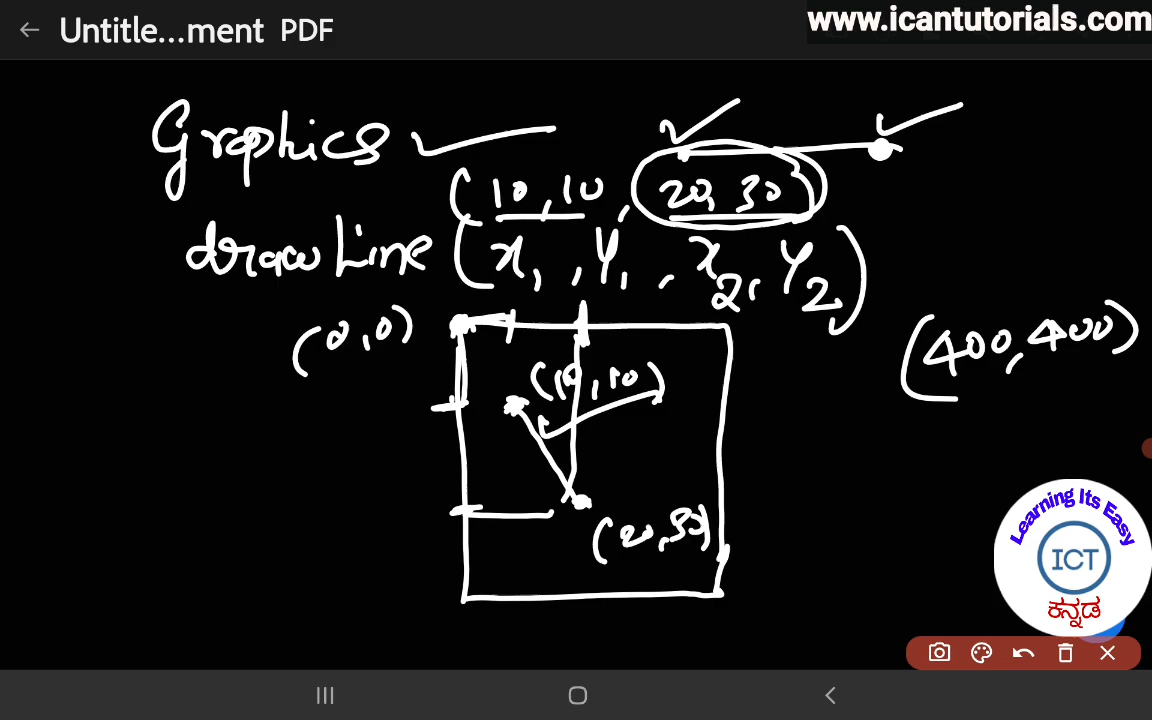 Untitle...ment PDF
www.icantutorials.com
Graphics
(10,10, 20, 30)
drawLine (x1, y1, x2, y2)
(0,0)
(400,400)
(10,10)
(20,30)
Learning Its Easy
ICT
ಕನ್ನಡ